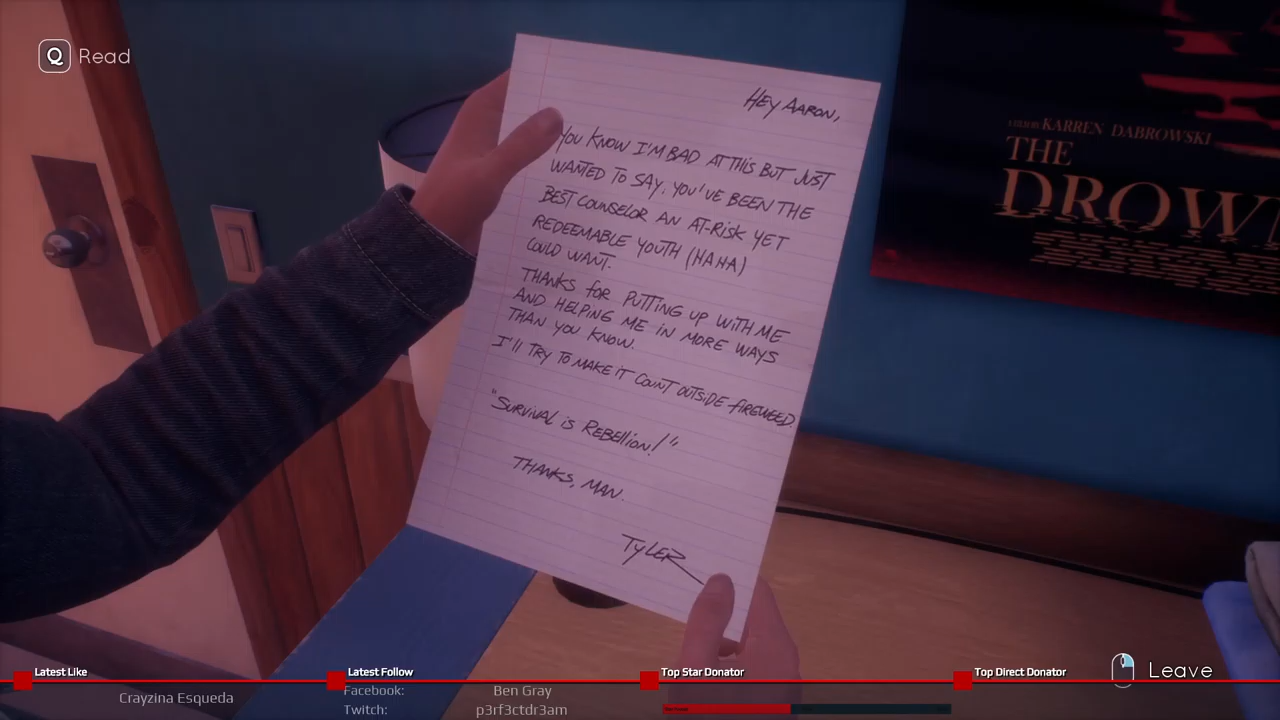 Q Read
HEY AARON,
YOU KNOW I'M BAD AT THIS BUT JUST
WANTED TO SAY, YOU'VE BEEN THE
BEST COUNSELOR AN AT-RISK YET
REDEEMABLE YOUTH (HAHA)
COULD WANT.
THANKS FOR PUTTING UP WITH ME
AND HELPING ME IN MORE WAYS
THAN YOU KNOW.
I'll TRY TO MAKE IT COUNT OUTSIDE FIREWEED.
"SURVIVAL IS REBELLION!"
THANKS, MAN.
TYLER
A FILM BY KARREN DABROWSKI
THE
DROW
Leave
Latest Like
Crayzina Esqueda
Latest Follow
Facebook: Ben Gray
Twitch: p3rf3ctdr3am
Top Star Donator
Top Direct Donator